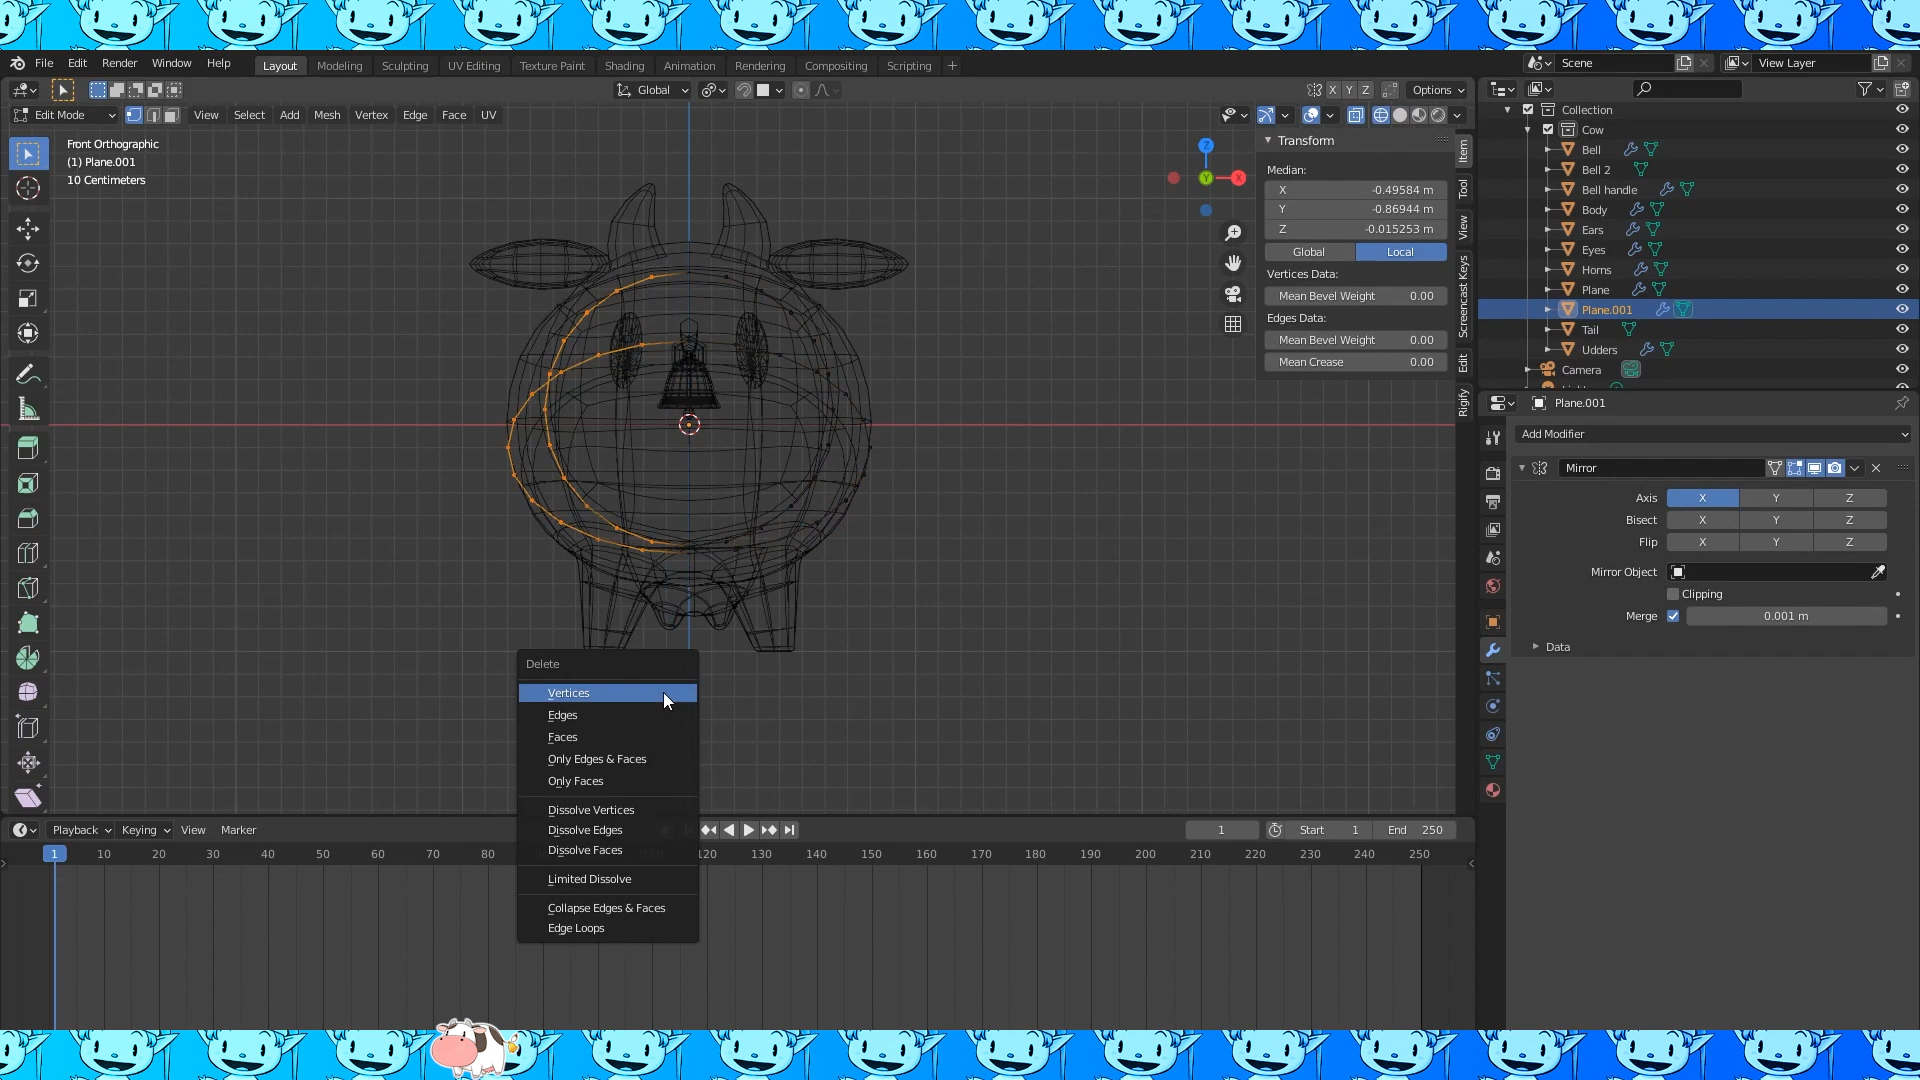 File Edit Render Window Help Layout Modeling Sculpting UV Editing Texture Paint Shading Animation Rendering Compositing Scripting + Scene View Layer
Global X Y Z Options
Edit Mode View Select Add Mesh Vertex Edge Face UV
Front Orthographic
(1) Plane.001
10 Centimeters
Z
Y
X
Transform
Median:
X -0.49584 m
Y -0.86944 m
Z -0.015253 m
Global Local
Vertices Data:
Mean Bevel Weight 0.00
Edges Data:
Mean Bevel Weight 0.00
Mean Crease 0.00
Item
Tool
View
Screencast Keys
Edit
Rigify
Collection
Cow
Bell
Bell 2
Bell handle
Body
Ears
Eyes
Horns
Plane
Plane.001
Tail
Udders
Camera
Plane.001
Add Modifier
Mirror
Axis X Y Z
Bisect X Y Z
Flip X Y Z
Mirror Object
Clipping
Merge 0.001 m
Data
Delete
Vertices
Edges
Faces
Only Edges & Faces
Only Faces
Dissolve Vertices
Dissolve Edges
Dissolve Faces
Limited Dissolve
Collapse Edges & Faces
Edge Loops
Playback Keying View Marker 1 Start 1 End 250
1 10 20 30 40 50 60 70 80 120 130 140 150 160 170 180 190 200 210 220 230 240 250